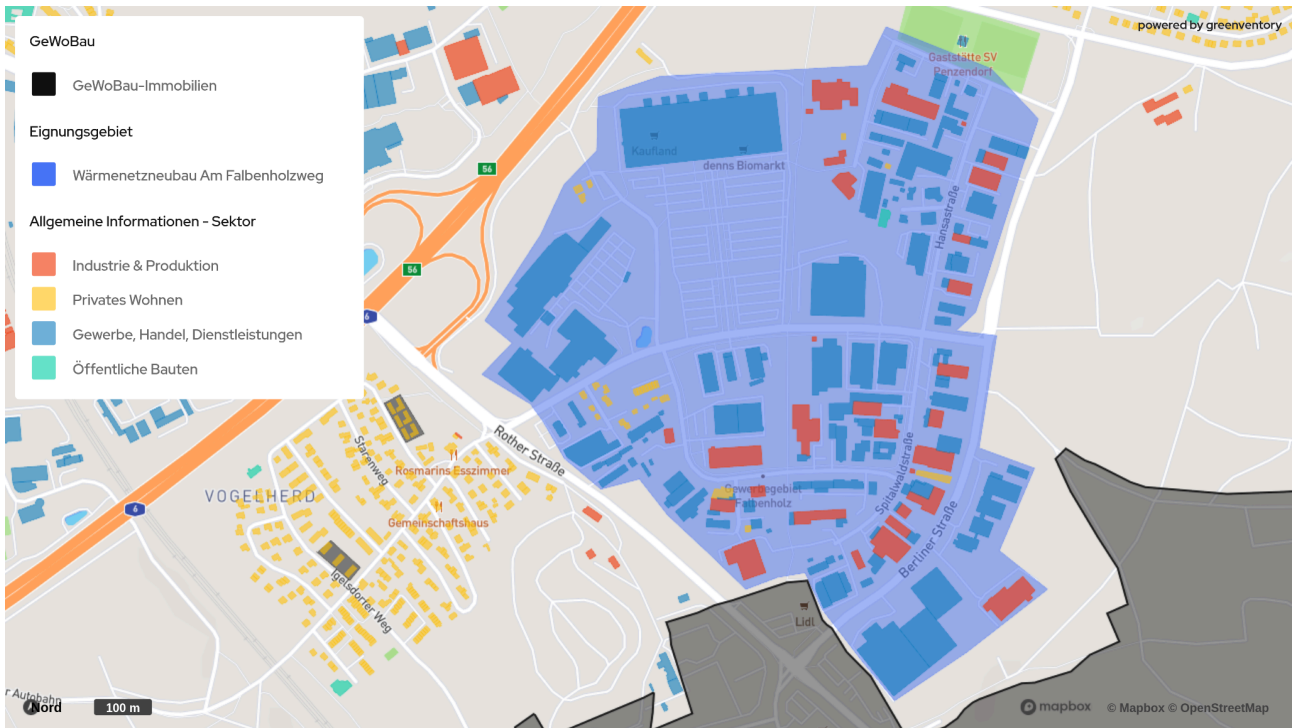 GeWoBau
GeWoBau-Immobilien
Eignungsgebiet
Wärmenetzneubau Am Falbenholzweg
Allgemeine Informationen - Sektor
Industrie & Produktion
Privates Wohnen
Gewerbe, Handel, Dienstleistungen
Öffentliche Bauten
powered by greenventory
Gaststätte SV
Penzendorf
Kaufland
denns Biomarkt
56
56
Hansastraße
6
Rother Straße
Starenweg
Rosmarins Esszimmer
VOGELHERD
6
Gemeinschaftshaus
Gewerbegebiet
Falbenholz
Spitalwaldstraße
Berliner Straße
Igelsdorfer Weg
Lidl
r Autobahn
Nord
100 m
mapbox
© Mapbox © OpenStreetMap